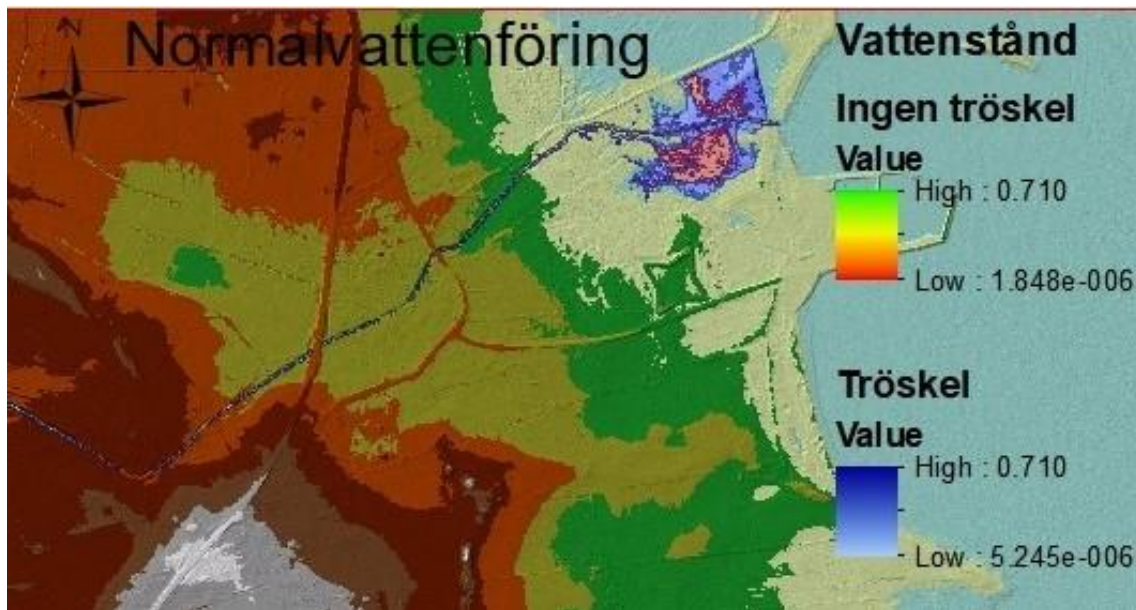 N
Normalvattenföring
Vattenstånd
Ingen tröskel
Value
High : 0.710
Low : 1.848e-006
Tröskel
Value
High : 0.710
Low : 5.245e-006